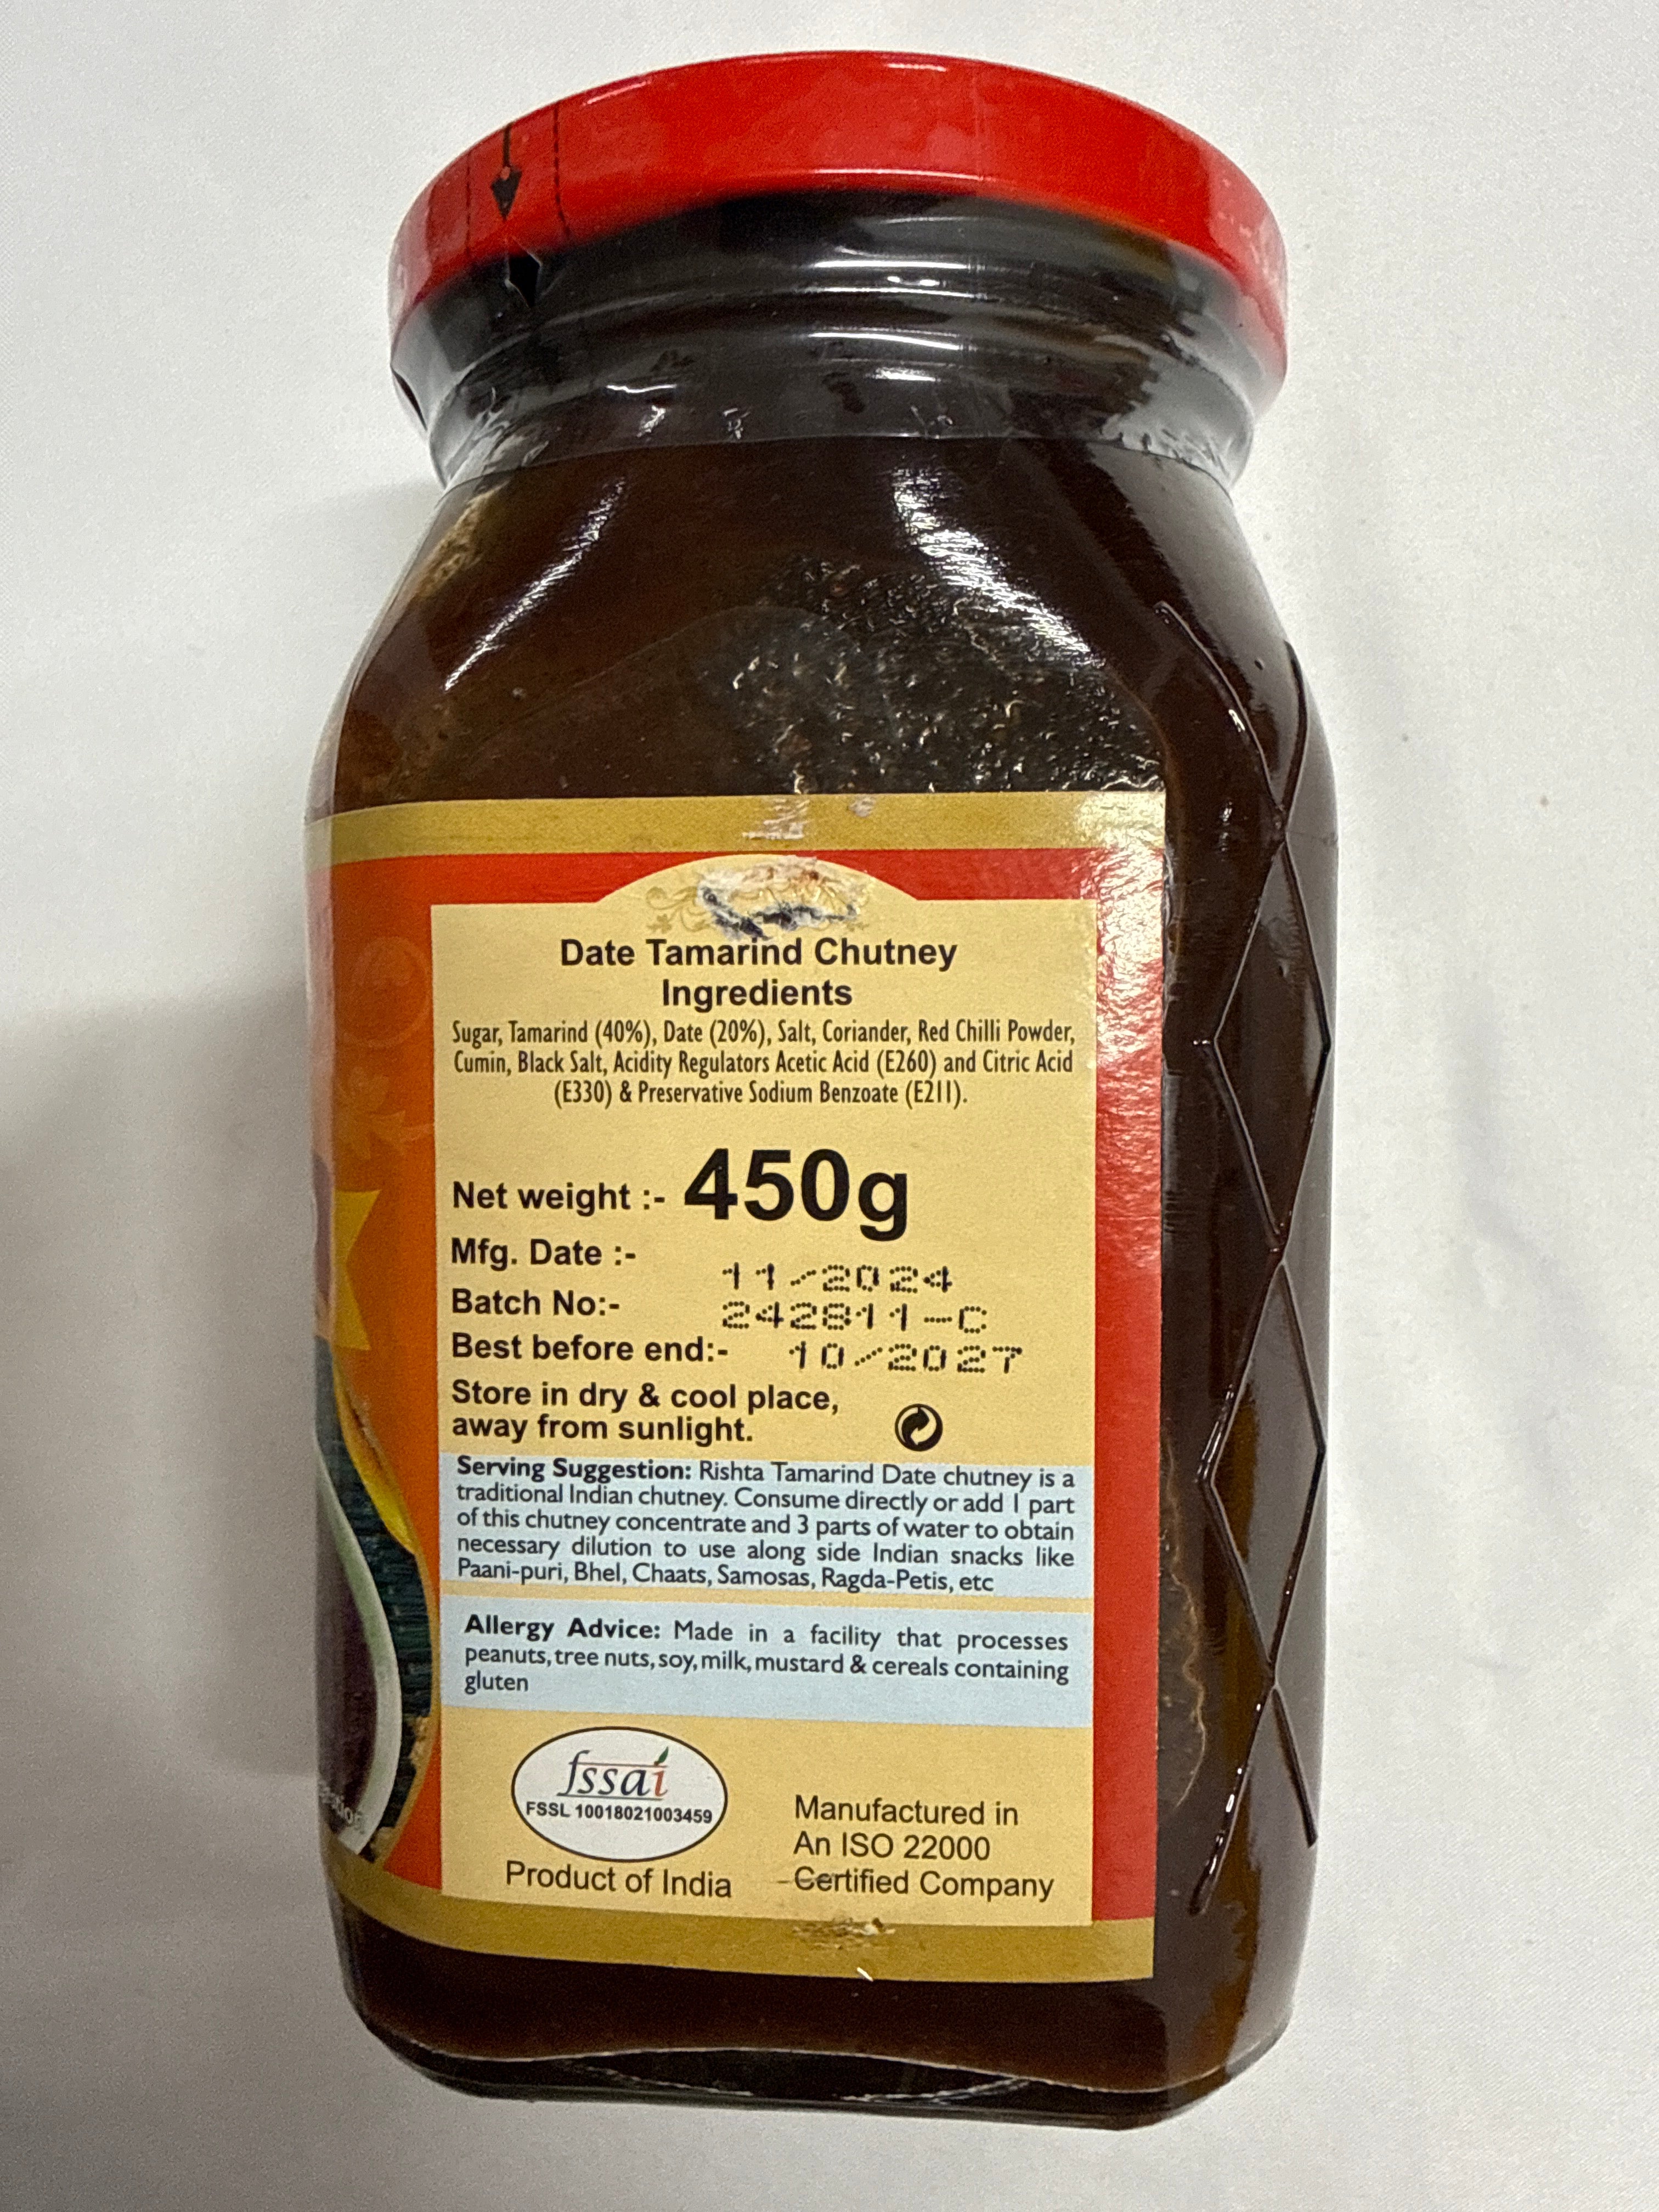 Date Tamarind Chutney
Ingredients
Sugar, Tamarind (40%), Date (20%), Salt, Coriander, Red Chilli Powder,
Cumin, Black Salt, Acidity Regulators Acetic Acid (E260) and Citric Acid
(E330) & Preservative Sodium Benzoate (E211).
Net weight :- 450g
Mfg. Date :- 11/2024
Batch No:- 242811-C
Best before end:- 10/2027
Store in dry & cool place,
away from sunlight.
Serving Suggestion: Rishta Tamarind Date chutney is a
traditional Indian chutney. Consume directly or add 1 part
of this chutney concentrate and 3 parts of water to obtain
necessary dilution to use along side Indian snacks like
Paani-puri, Bhel, Chaats, Samosas, Ragda-Petis, etc
Allergy Advice: Made in a facility that processes
peanuts, tree nuts, soy, milk, mustard & cereals containing
gluten
fssai
FSSL 10018021003459
Product of India
Manufactured in
An ISO 22000
Certified Company